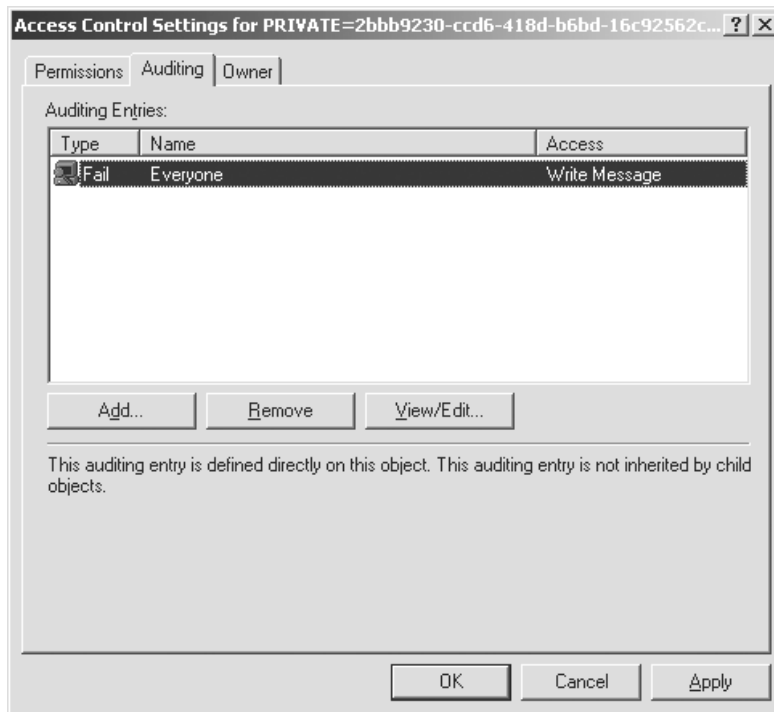 Access Control Settings for PRIVATE=2bbb9230-ccd6-418d-b6bd-16c92562c... ? X
Permissions Auditing Owner
Auditing Entries:
Type Name Access
Fail Everyone Write Message
Add... Remove View/Edit...
This auditing entry is defined directly on this object. This auditing entry is not inherited by child
objects.
OK Cancel Apply